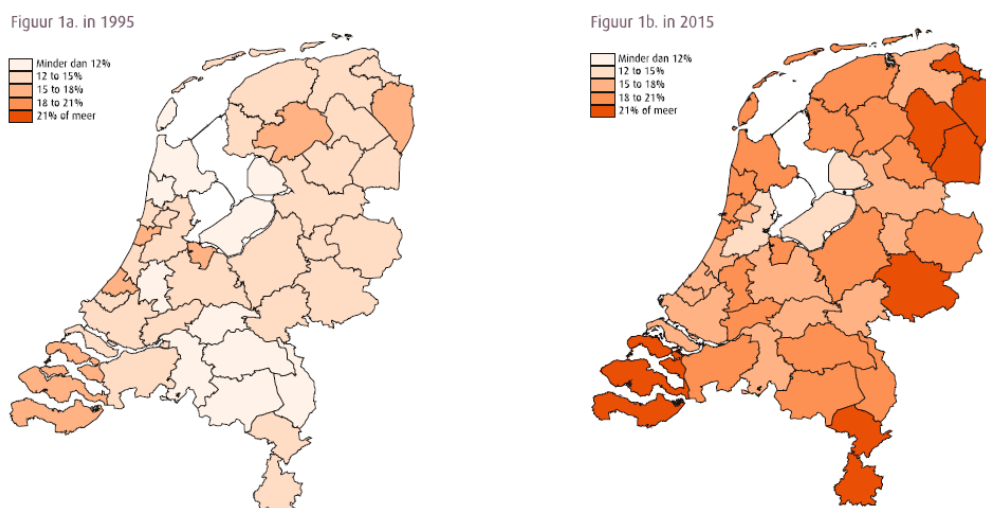 Figuur 1a. in 1995
Minder dan 12%
12 to 15%
15 to 18%
18 to 21%
21% of meer
Figuur 1b. in 2015
Minder dan 12%
12 to 15%
15 to 18%
18 to 21%
21% of meer